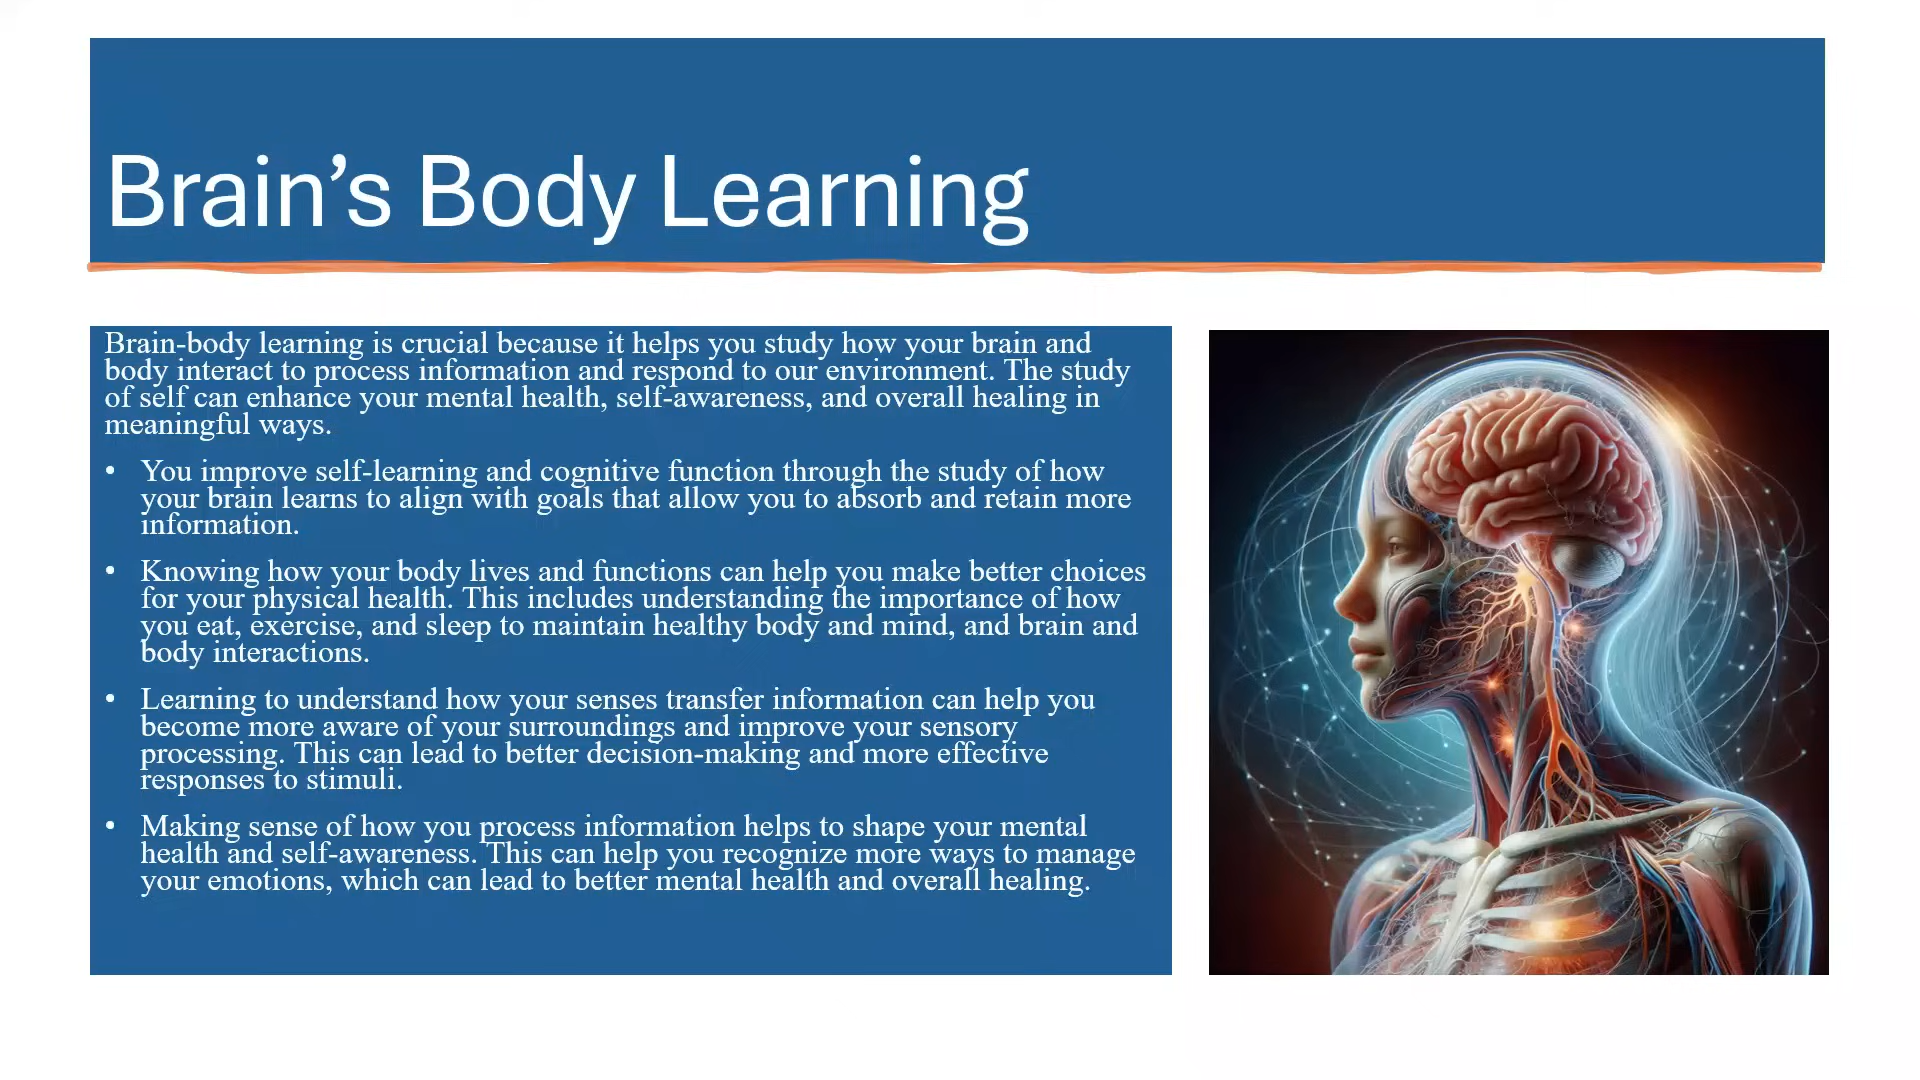 Brain’s Body Learning
Brain-body learning is crucial because it helps you study how your brain and
body interact to process information and respond to our environment. The study
of self can enhance your mental health, self-awareness, and overall healing in
meaningful ways.
• You improve self-learning and cognitive function through the study of how
your brain learns to align with goals that allow you to absorb and retain more
information.
• Knowing how your body lives and functions can help you make better choices
for your physical health. This includes understanding the importance of how
you eat, exercise, and sleep to maintain healthy body and mind, and brain and
body interactions.
• Learning to understand how your senses transfer information can help you
become more aware of your surroundings and improve your sensory
processing. This can lead to better decision-making and more effective
responses to stimuli.
• Making sense of how you process information helps to shape your mental
health and self-awareness. This can help you recognize more ways to manage
your emotions, which can lead to better mental health and overall healing.